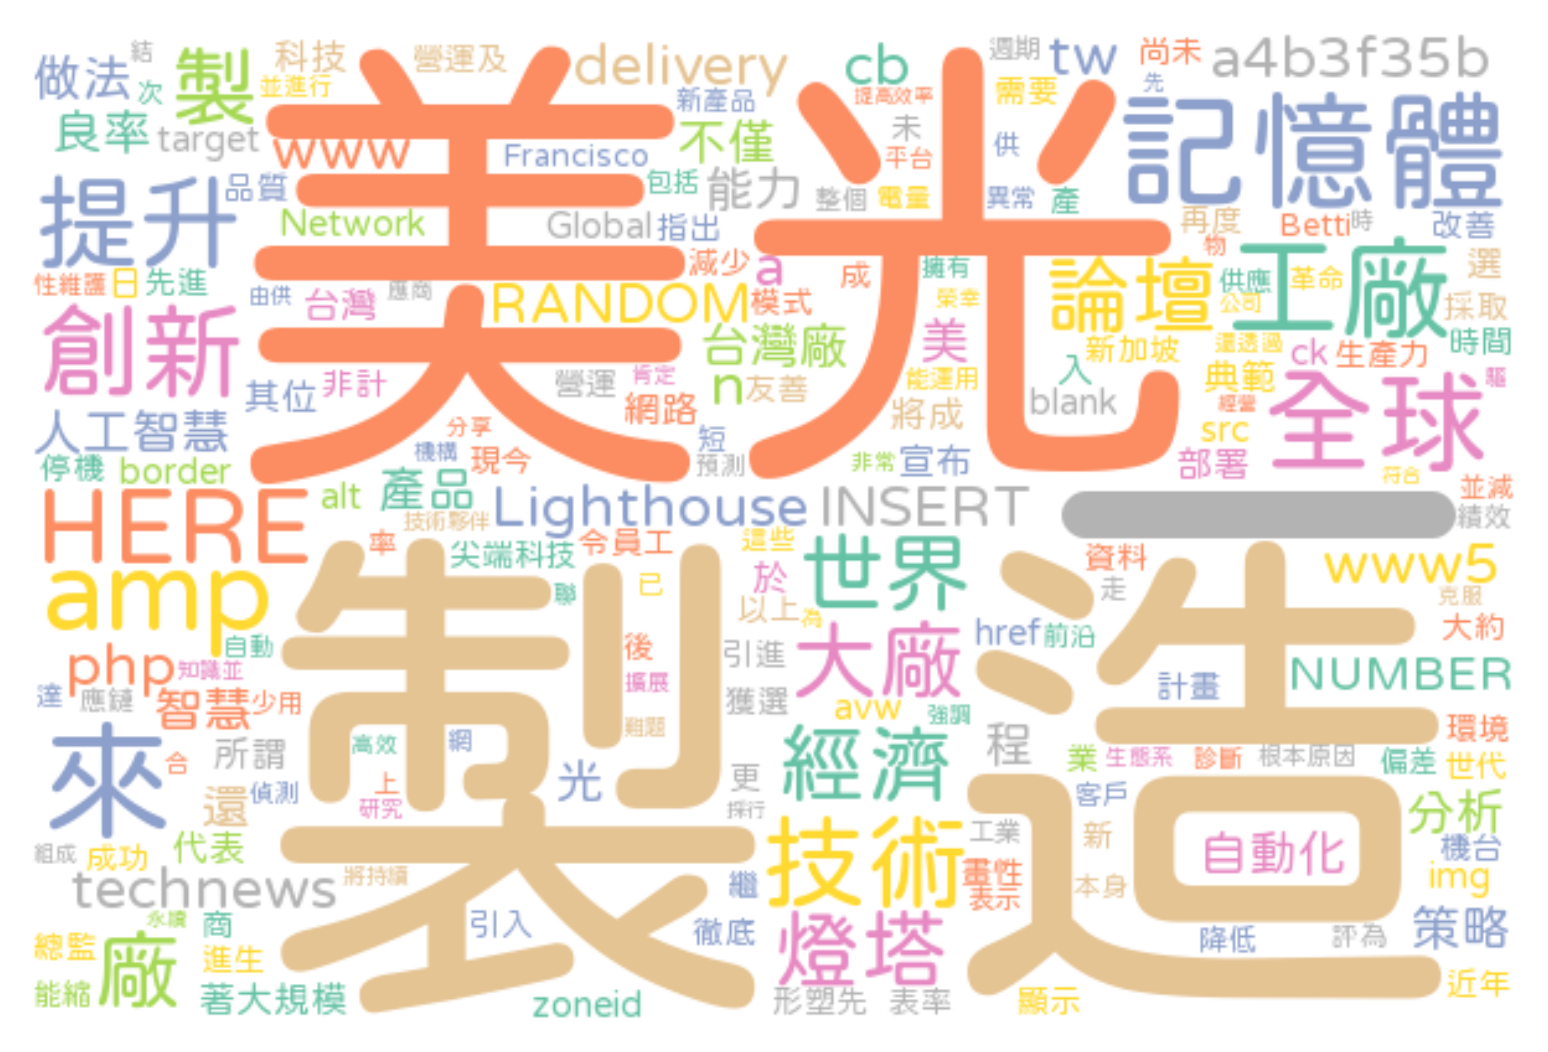 結
做法
次
製
科技
並進行
營運及
delivery
新產品
cb
提高效率
週期
tw
尚未
a4b3f35b
需要
先
良率
target
www
美光
Francisco
不僅
未
平台
供
記憶體
提升
品質
包括
能力
整個
電量
異常
產
再度
Betti
時
改善
Network
Global
指出
物
性維護
日
先進
由供
台灣
應商
RANDOM
減少
a
模式
成
擁有
榮幸
論壇
供應
公司
革命
工廠
選
採取
創新
台灣廠
美
新加坡
還透過
ck
生產力
時間
其位
非計
營運
肯定
n
友善
能運用
將成
入
blank
典範
經營
全球
驅
人工智慧
網路
src
停機
border
分享
機構
現今
短
預測
非常
宣布
部署
符合
並減
績效
HERE
alt
產品
技術夥伴
Lighthouse
INSERT
一
率
尖端科技
令員工
這些
世界
資料
www5
amp
聯
已
於
以上
為
走
克服
自動
製造
後
引進
大廠
href
前沿
大約
php
知識並
擴展
計畫
NUMBER
達
應鏈
智慧
少用
獲選
avw
強調
難題
環境
來
合
所謂
高效
網
經濟
程
業
生態系
診斷
根本原因
偏差
世代
還
偵測
上
研究
光
更
採行
客戶
分析
組成
成功
代表
技術
工業
新
自動化
機台
technews
將持續
繼
畫性
表示
本身
img
永續
商
引入
徹底
燈塔
降低
評為
策略
總監
廠
進生
能縮
著大規模
zoneid
形塑先
表率
顯示
近年